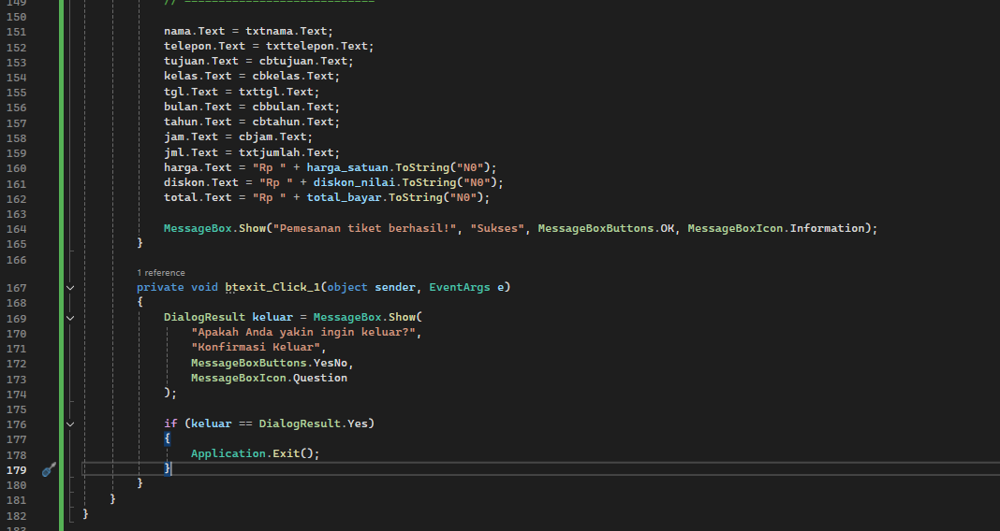 149 // ----------------------------
150
151 nama.Text = txtnama.Text;
152 telepon.Text = txttelepon.Text;
153 tujuan.Text = cbtujuan.Text;
154 kelas.Text = cbkelas.Text;
155 tgl.Text = txttgl.Text;
156 bulan.Text = cbbulan.Text;
157 tahun.Text = cbtahun.Text;
158 jam.Text = cbjam.Text;
159 jml.Text = txtjumlah.Text;
160 harga.Text = "Rp " + harga_satuan.ToString("N0");
161 diskon.Text = "Rp " + diskon_nilai.ToString("N0");
162 total.Text = "Rp " + total_bayar.ToString("N0");
163
164 MessageBox.Show("Pemesanan tiket berhasil!", "Sukses", MessageBoxButtons.OK, MessageBoxIcon.Information);
165 }
166
1 reference
167 private void btexit_Click_1(object sender, EventArgs e)
168 {
169 DialogResult keluar = MessageBox.Show(
170 "Apakah Anda yakin ingin keluar?",
171 "Konfirmasi Keluar",
172 MessageBoxButtons.YesNo,
173 MessageBoxIcon.Question
174 );
175
176 if (keluar == DialogResult.Yes)
177 {
178 Application.Exit();
179 }
180 }
181 }
182 }
183